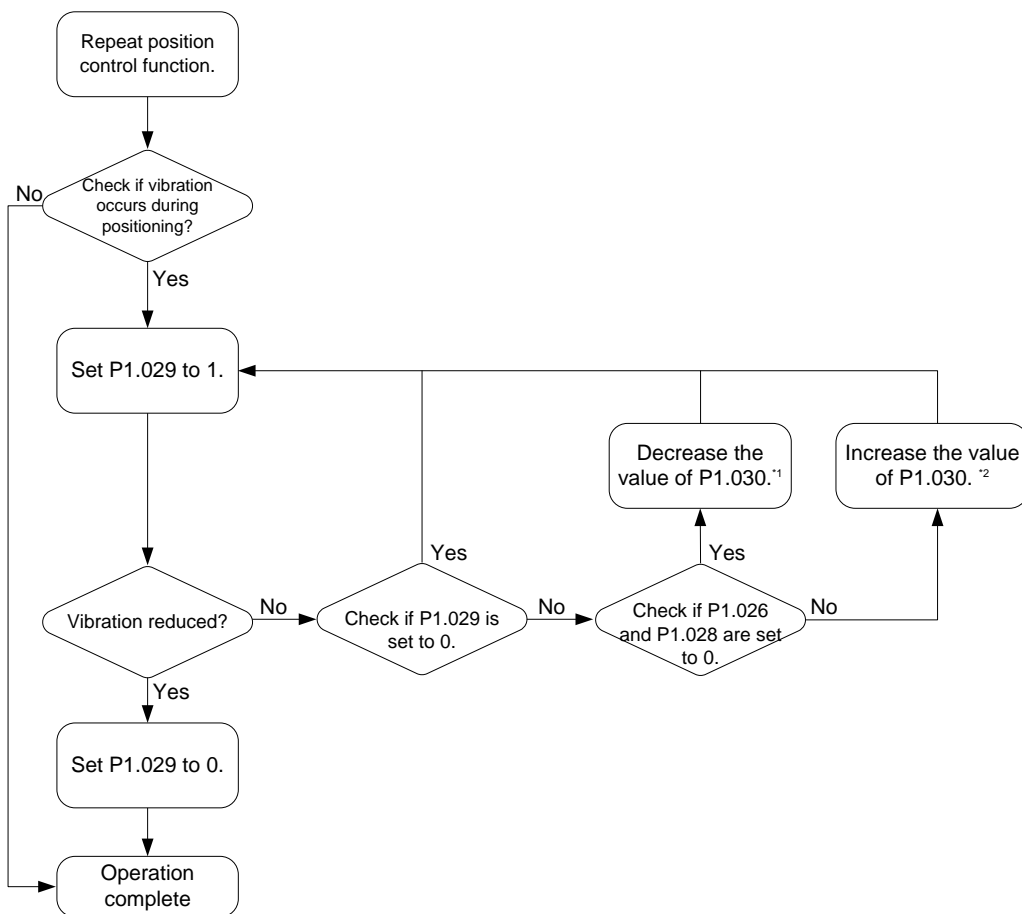 Repeat position
control function.
Check if vibration
occurs during
positioning?
No
Yes
Set P1.029 to 1.
Decrease the
value of P1.030.*1
Increase the value
of P1.030. *2
Vibration reduced?
No
Yes
Check if P1.029 is
set to 0.
Yes
No
Check if P1.026
and P1.028 are set
to 0.
Yes
No
Set P1.029 to 0.
Operation
complete